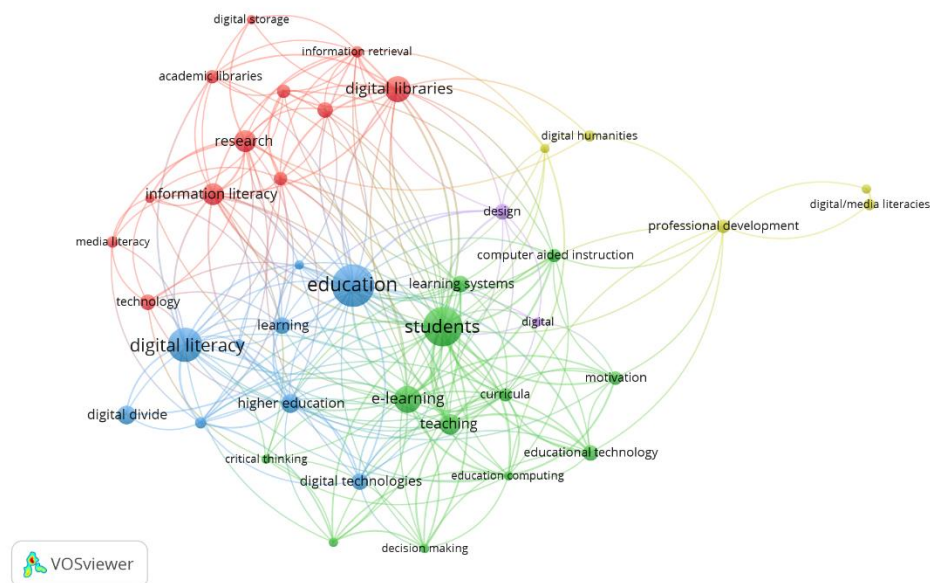 digital storage
information retrieval
academic libraries
digital libraries
digital humanities
research
information literacy
digital/media literacies
design
professional development
media literacy
computer aided instruction
education
learning systems
technology
digital
learning
students
digital literacy
motivation
curricula
e-learning
higher education
digital divide
teaching
educational technology
critical thinking
education computing
digital technologies
decision making
VOSviewer